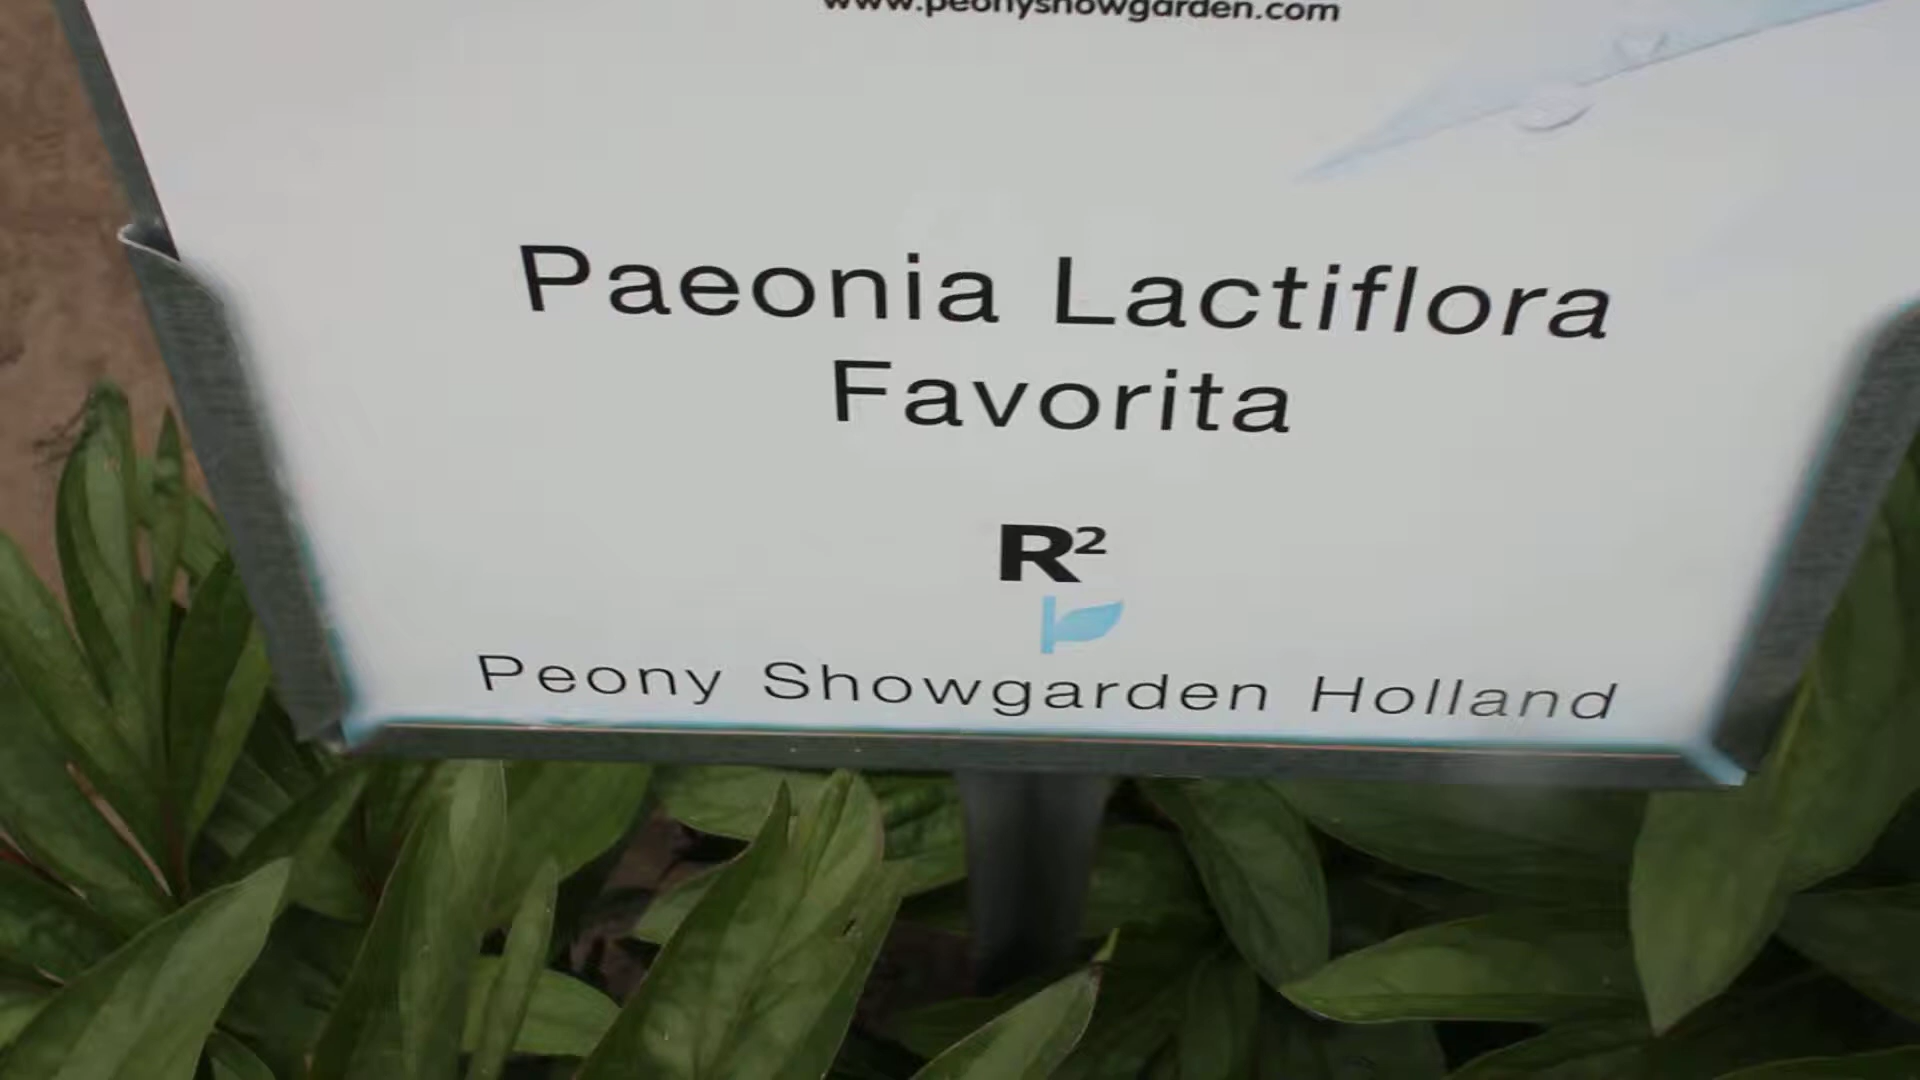 www.peonyshowgarden.com
Paeonia Lactiflora
Favorita
R²
Peony Showgarden Holland